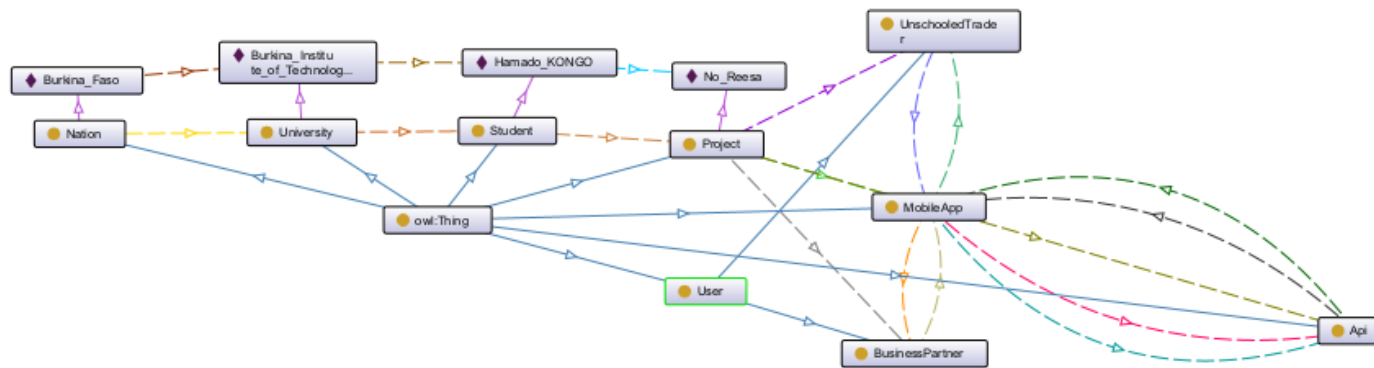 UnschooledTrade
r
Burkina_Institu
te_of_Technolog...
Hamado_KONGO
Burkina_Faso
No_Reesa
Nation
University
Student
Project
owl:Thing
MobileApp
User
Api
BusinessPartner